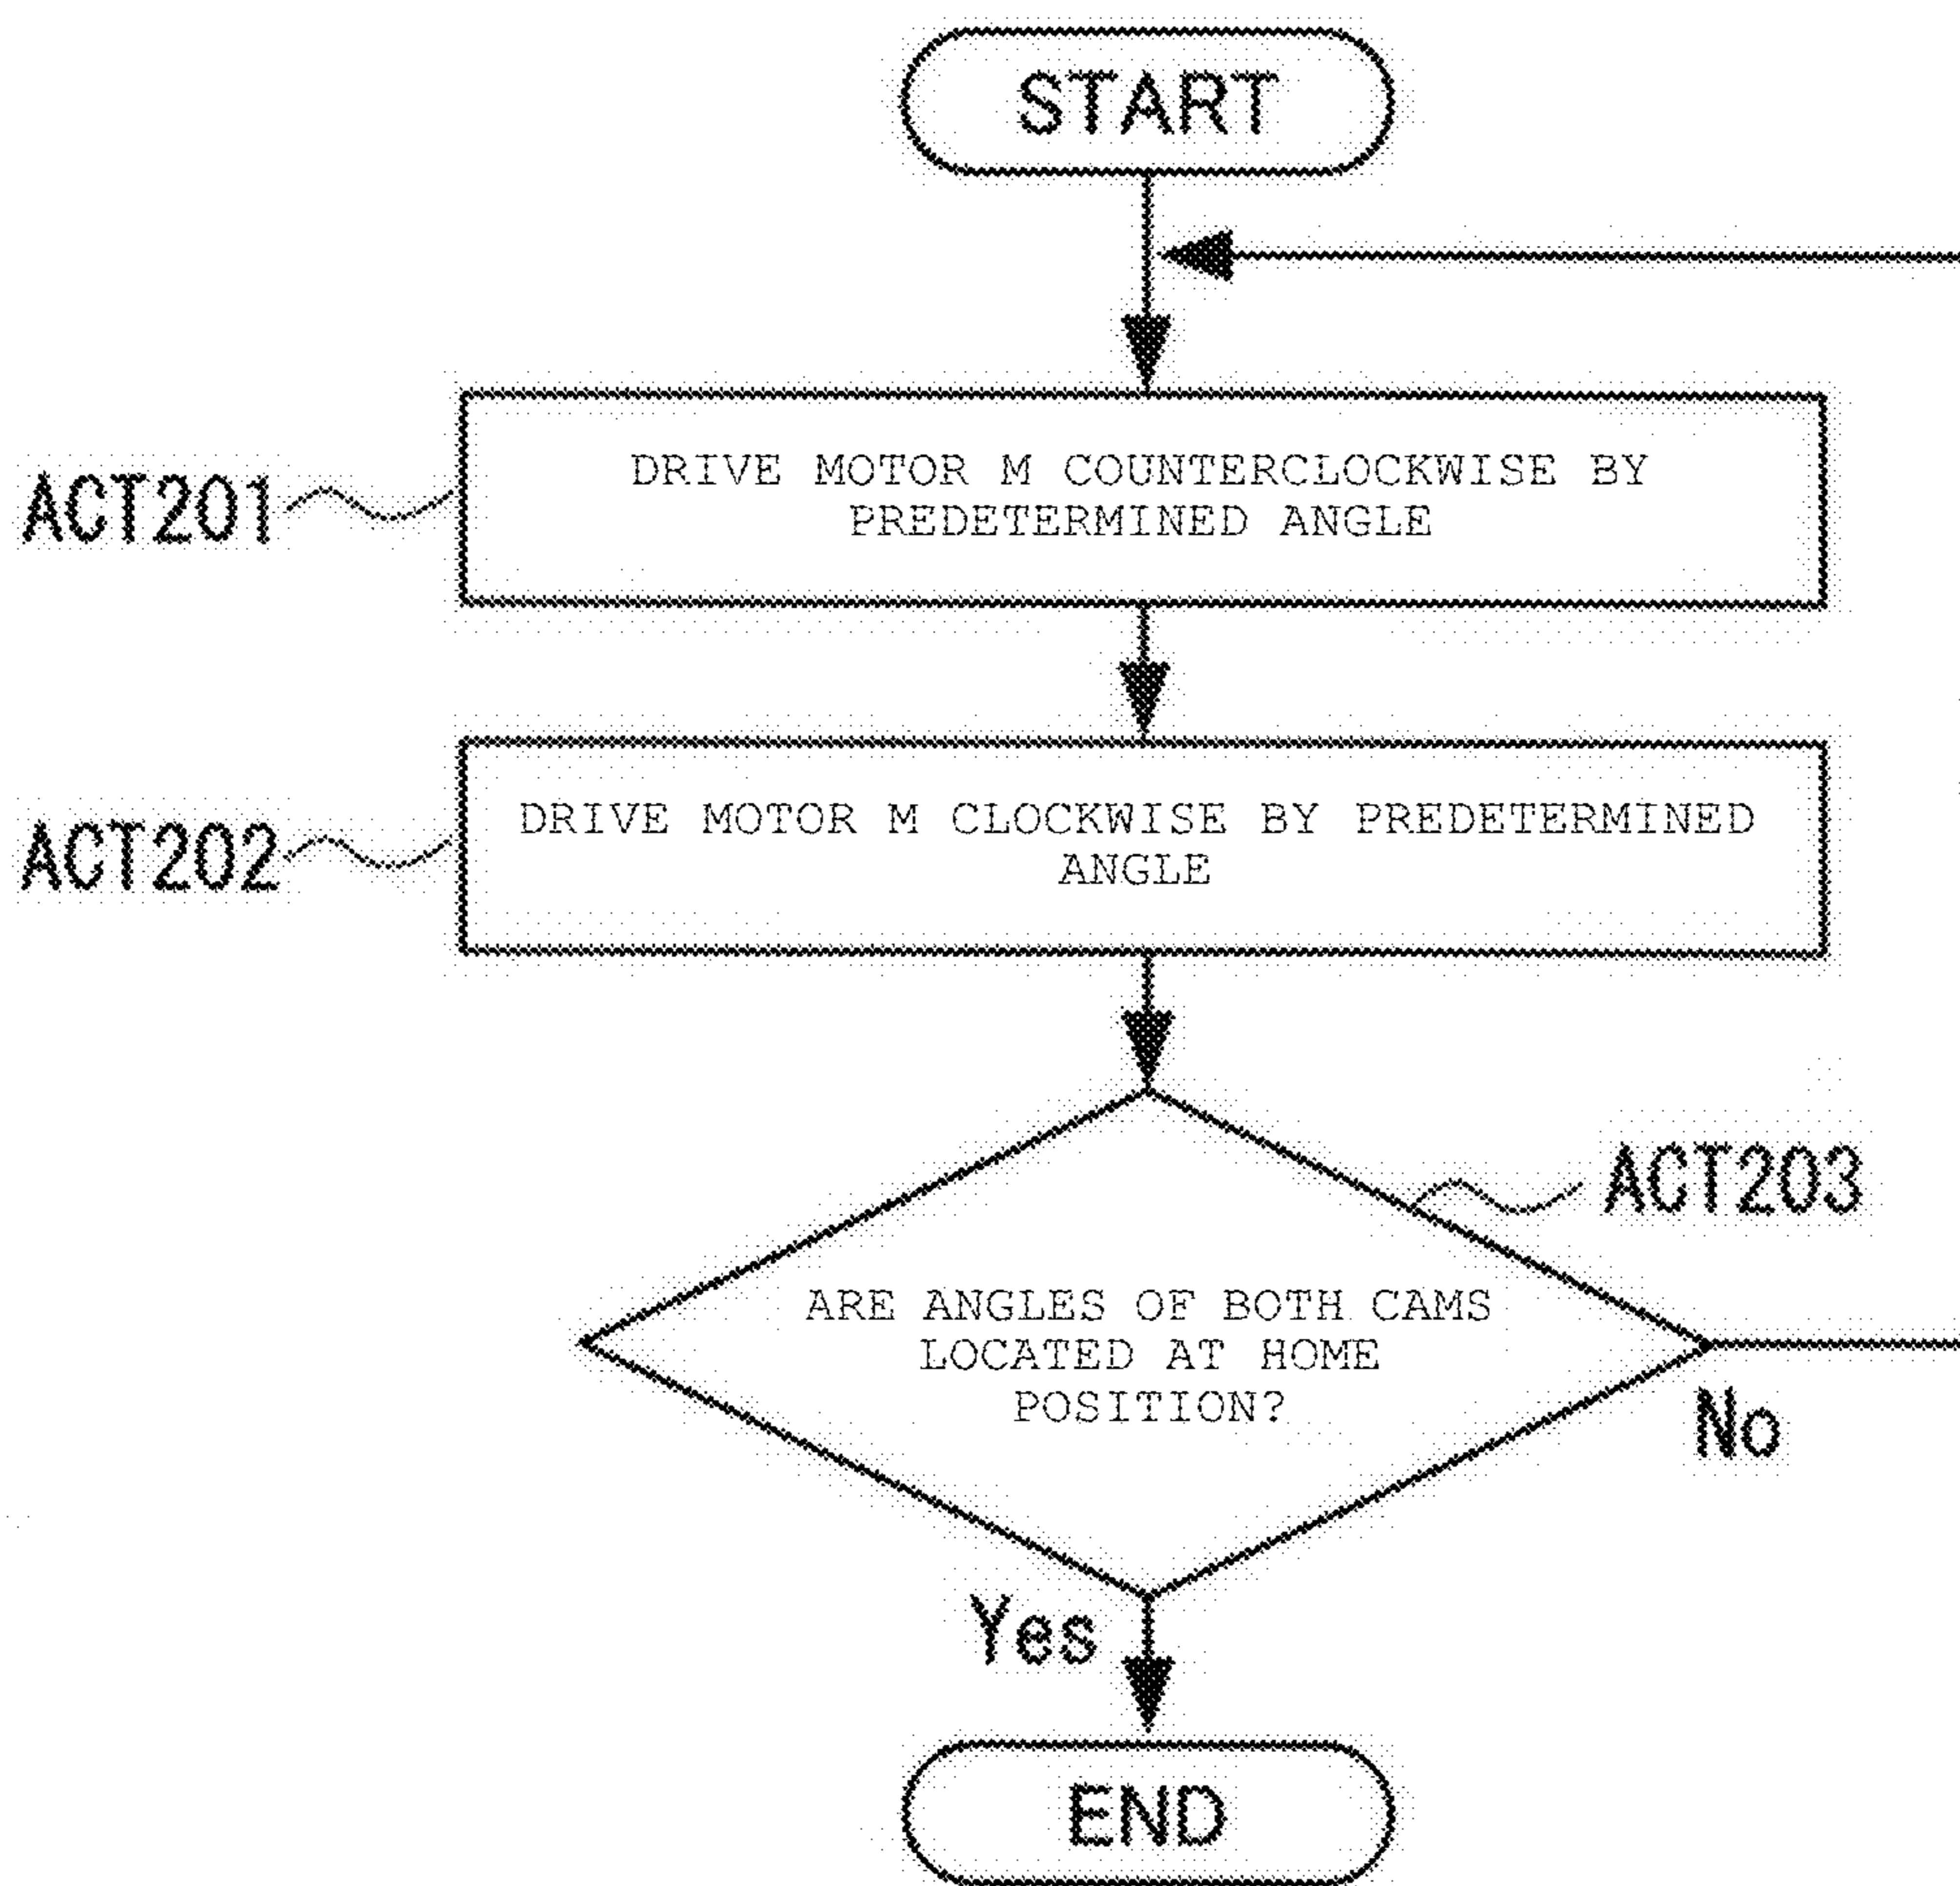 START
ACT201
DRIVE MOTOR M COUNTERCLOCKWISE BY
PREDETERMINED ANGLE
ACT202
DRIVE MOTOR M CLOCKWISE BY PREDETERMINED
ANGLE
ACT203
ARE ANGLES OF BOTH CAMS
LOCATED AT HOME
POSITION?
No
Yes
END